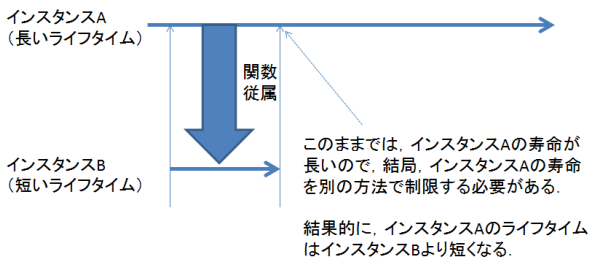 インスタンスA
（長いライフタイム）
関数
従属
インスタンスB
（短いライフタイム）
このままでは，インスタンスAの寿命が
長いので，結局，インスタンスAの寿命
を別の方法で制限する必要がある．
結果的に，インスタンスAのライフタイム
はインスタンスBより短くなる．